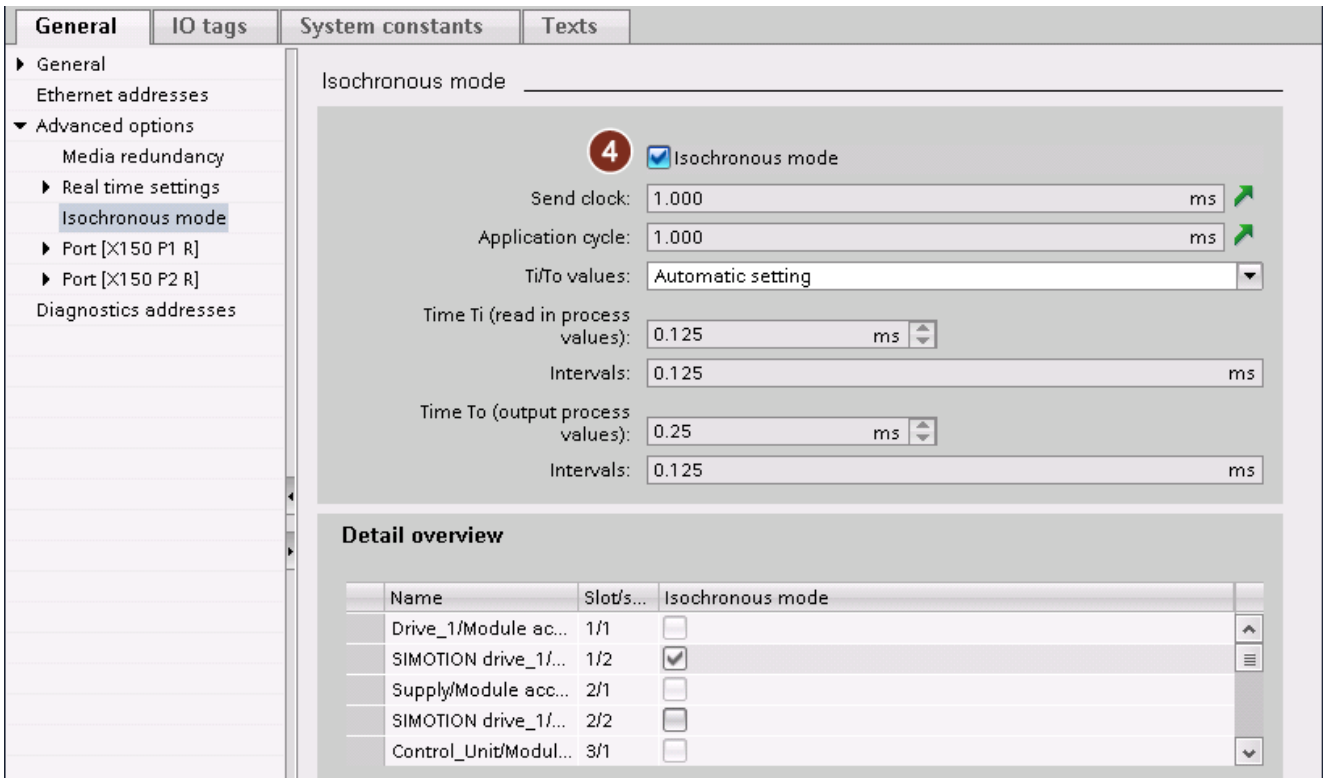 General IO tags System constants Texts
General
Ethernet addresses
Advanced options
Media redundancy
Real time settings
Isochronous mode
Port [X150 P1 R]
Port [X150 P2 R]
Diagnostics addresses
Isochronous mode
4 Isochronous mode
Send clock: 1.000 ms
Application cycle: 1.000 ms
Ti/To values: Automatic setting
Time Ti (read in process
values): 0.125 ms
Intervals: 0.125 ms
Time To (output process
values): 0.25 ms
Intervals: 0.125 ms
Detail overview
Name Slot/s... Isochronous mode
Drive_1/Module ac... 1/1
SIMOTION drive_1/... 1/2
Supply/Module acc... 2/1
SIMOTION drive_1/... 2/2
Control_Unit/Modul... 3/1